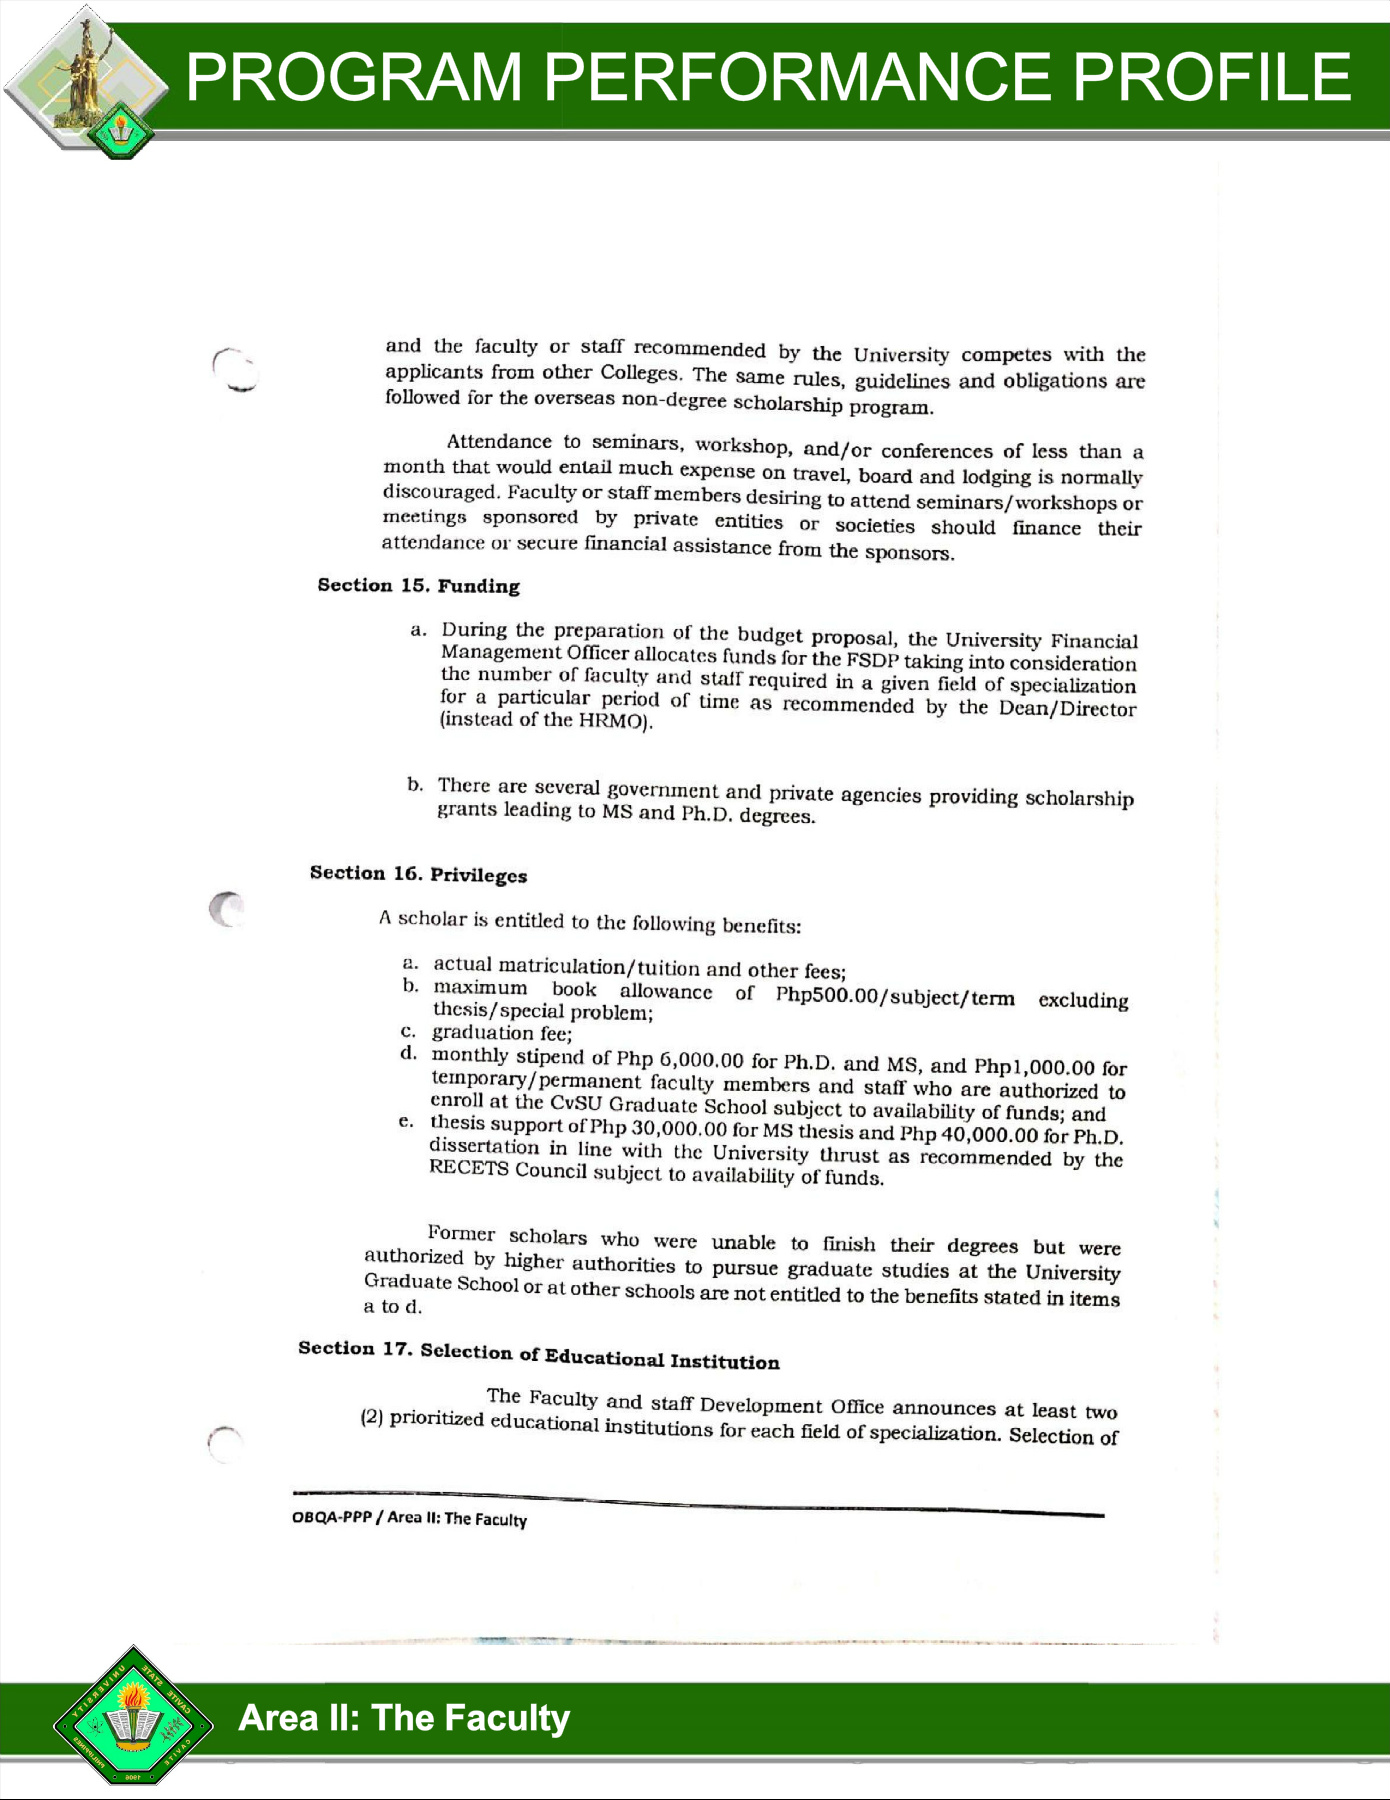 PROGRAM PERFORMANCE PROFILE
and the faculty or staff recommended by the University competes with the
applicants from other Colleges. The same rules, guidelines and obligations are
followed for the overseas non-degree scholarship program.
Attendance to seminars, workshop, and/or conferences of less than a
month that would entail much expense on travel, board and lodging is normally
discouraged. Faculty or staff members desiring to attend seminars/workshops or
meetings sponsored by private entities or societies should finance their
attendance or secure financial assistance from the sponsors.
Section 15. Funding
a. During the preparation of the budget proposal, the University Financial
Management Officer allocates funds for the FSDP taking into consideration
the number of faculty and staff required in a given field of specialization
for a particular period of time as recommended by the Dean/Director
(instead of the HRMO).
b. There are several government and private agencies providing scholarship
grants leading to MS and Ph.D. degrees.
Section 16. Privileges
A scholar is entitled to the following benefits:
a. actual matriculation/tuition and other fees;
b. maximum book allowance of Php500.00/subject/term excluding
thesis/special problem;
c. graduation fee;
d. monthly stipend of Php 6,000.00 for Ph.D. and MS, and Php1,000.00 for
temporary/permanent faculty members and staff who are authorized to
enroll at the CvSU Graduate School subject to availability of funds; and
e. thesis support of Php 30,000.00 for MS thesis and Php 40,000.00 for Ph.D.
dissertation in line with the University thrust as recommended by the
RECETS Council subject to availability of funds.
Former scholars who were unable to finish their degrees but were
authorized by higher authorities to pursue graduate studies at the University
Graduate School or at other schools are not entitled to the benefits stated in items
a to d.
Section 17. Selection of Educational Institution
The Faculty and staff Development Office announces at least two
(2) prioritized educational institutions for each field of specialization. Selection of
OBQA-PPP / Area II: The Faculty
CAVITE STATE UNIVERSITY
CAVITE
PHILIPPINES
1906
Area II: The Faculty